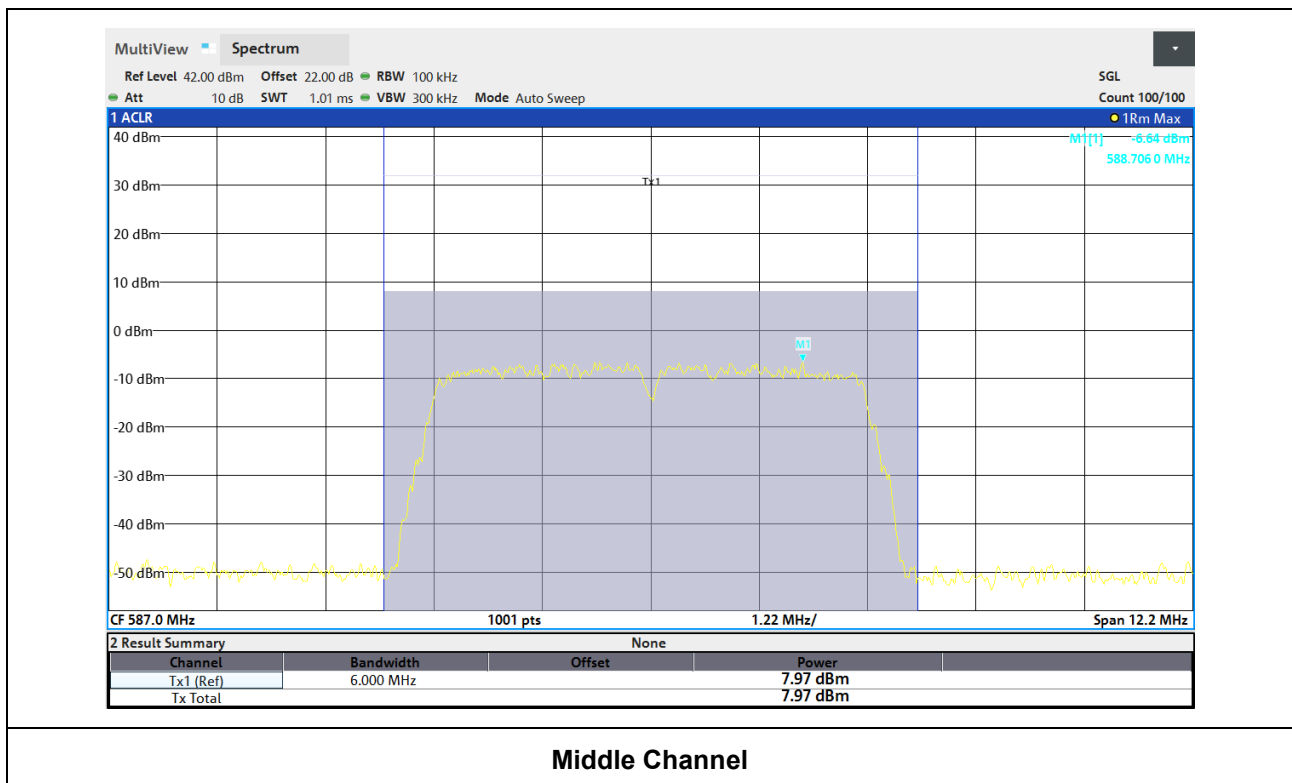 MultiView Spectrum
Ref Level 42.00 dBm Offset 22.00 dB RBW 100 kHz SGL
Att 10 dB SWT 1.01 ms VBW 300 kHz Mode Auto Sweep Count 100/100
1 ACLR 1Rm Max
40 dBm M1[1] -6.64 dBm
588.706 0 MHz
30 dBm Tx1
20 dBm
10 dBm
0 dBm
M1
-10 dBm
-20 dBm
-30 dBm
-40 dBm
-50 dBm
CF 587.0 MHz 1001 pts 1.22 MHz/ Span 12.2 MHz
2 Result Summary None
Channel Bandwidth Offset Power
Tx1 (Ref) 6.000 MHz 7.97 dBm
Tx Total 7.97 dBm
Middle Channel